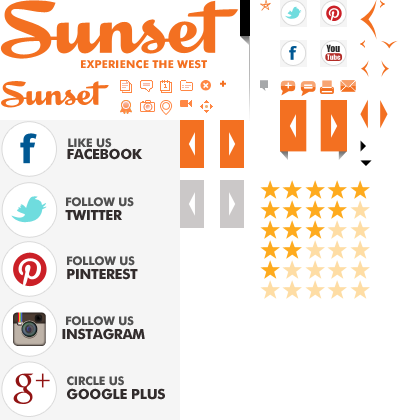 Sunset
EXPERIENCE THE WEST
You
Tube
Sunset
LIKE US
FACEBOOK
FOLLOW US
TWITTER
FOLLOW US
PINTEREST
FOLLOW US
INSTAGRAM
CIRCLE US
GOOGLE PLUS